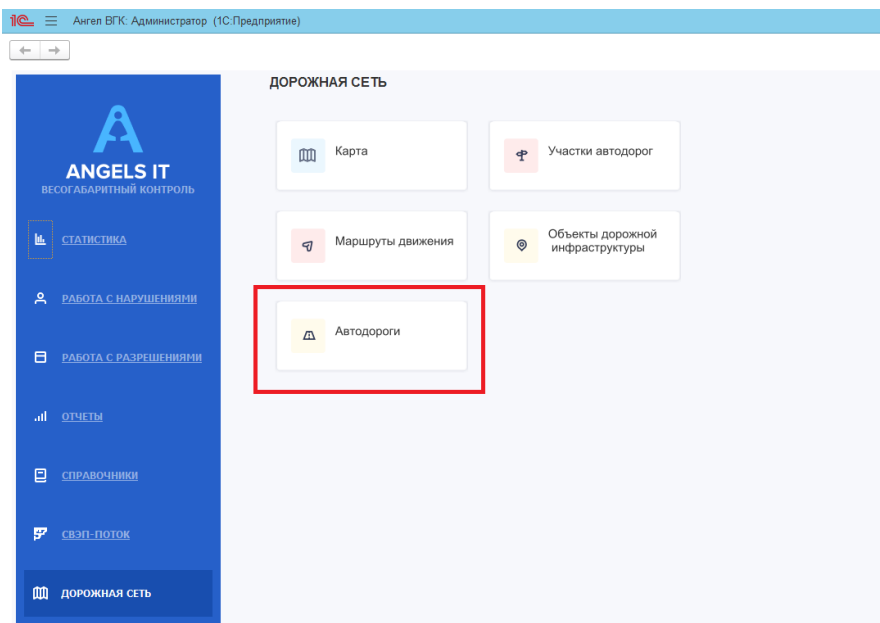 Ангел ВГК: Администратор (1С:Предприятие)
ANGELS IT
ВЕСОГАБАРИТНЫЙ КОНТРОЛЬ
СТАТИСТИКА
РАБОТА С НАРУШЕНИЯМИ
РАБОТА С РАЗРЕШЕНИЯМИ
ОТЧЕТЫ
СПРАВОЧНИКИ
СВЭП-ПОТОК
ДОРОЖНАЯ СЕТЬ
ДОРОЖНАЯ СЕТЬ
Карта
Участки автодорог
Маршруты движения
Объекты дорожной
инфраструктуры
Автодороги